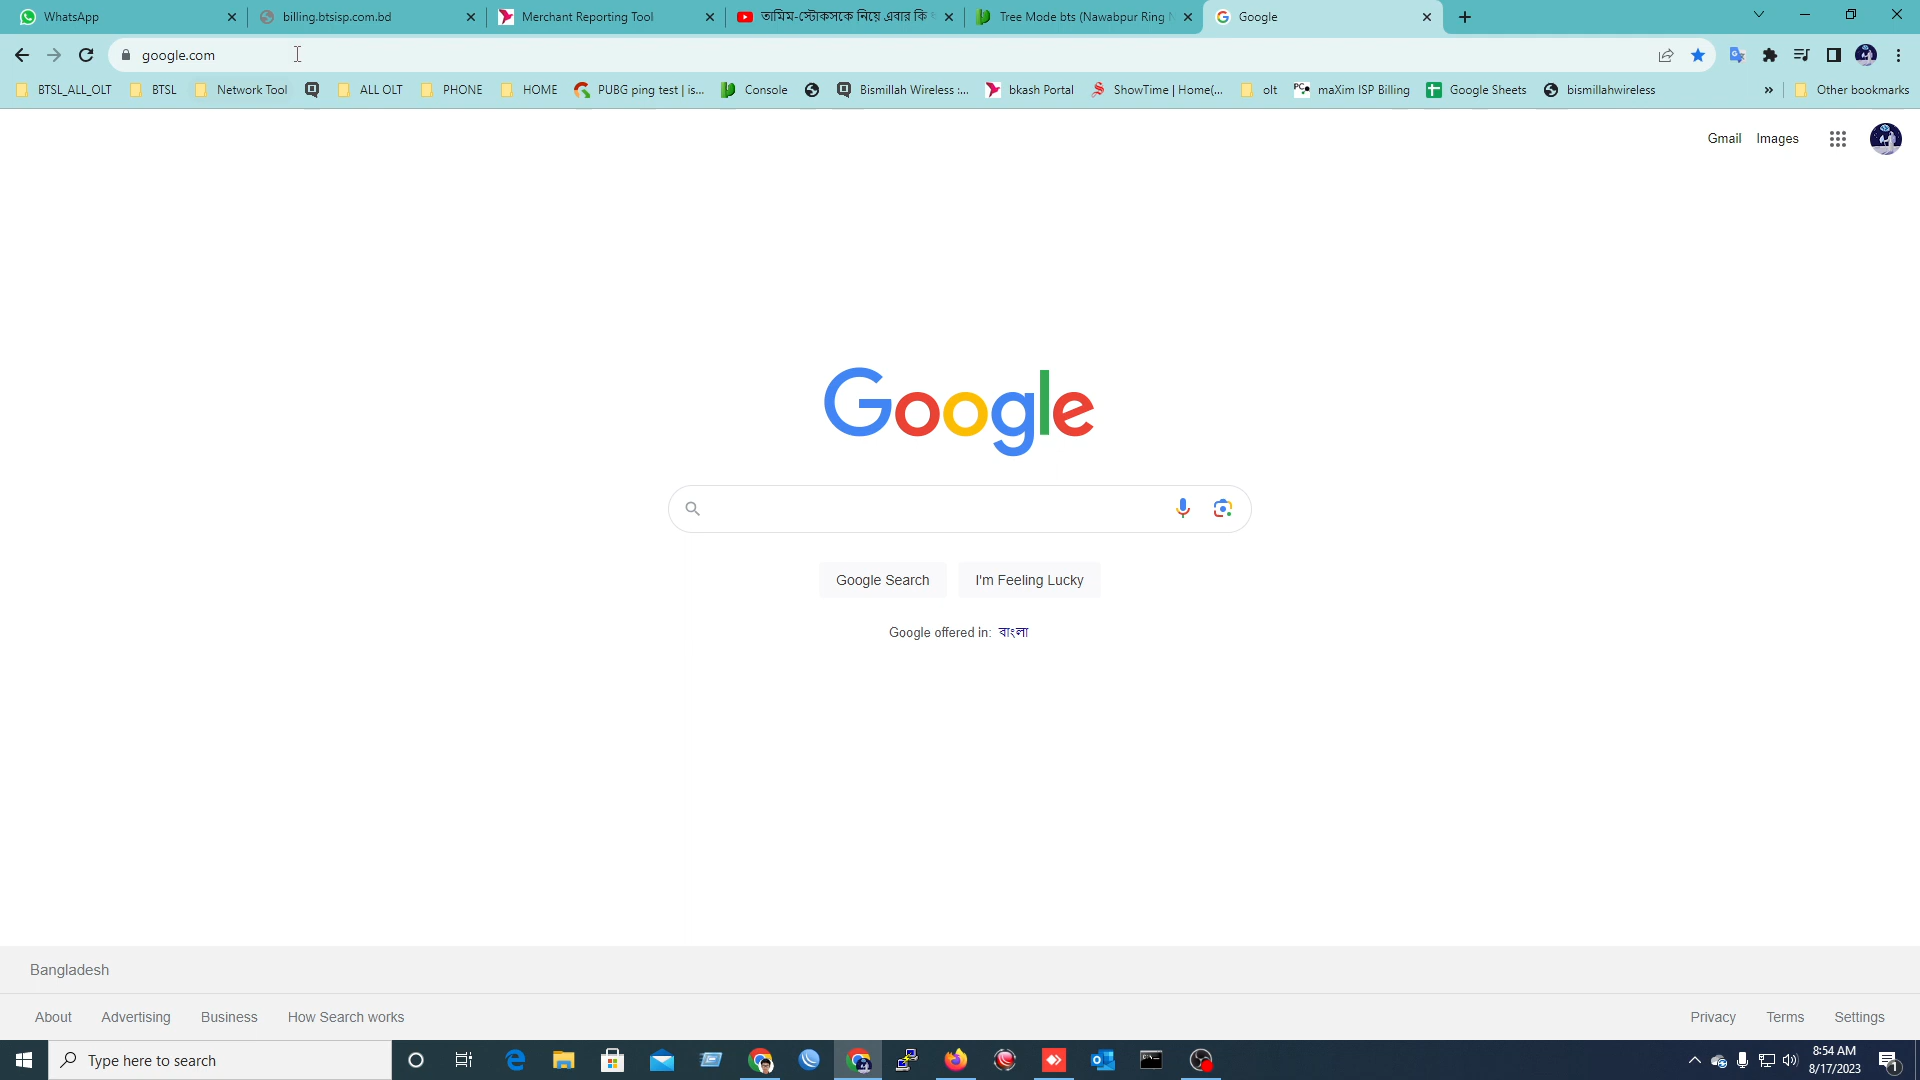 WhatsApp
billing.btsisp.com.bd
Merchant Reporting Tool
তামিম-স্টোকসকে নিয়ে এবার কি
Tree Mode bts (Nawabpur Ring
Google
google.com
BTSL_ALL_OLT
BTSL
Network Tool
ALL OLT
PHONE
HOME
PUBG ping test | is...
Console
Bismillah Wireless :...
bkash Portal
ShowTime | Home(...
olt
maXim ISP Billing
Google Sheets
bismillahwireless
»
Other bookmarks
Gmail
Images
Google
Google Search
I'm Feeling Lucky
Google offered in: বাংলা
Bangladesh
About
Advertising
Business
How Search works
Privacy
Terms
Settings
Type here to search
8:54 AM
8/17/2023
1